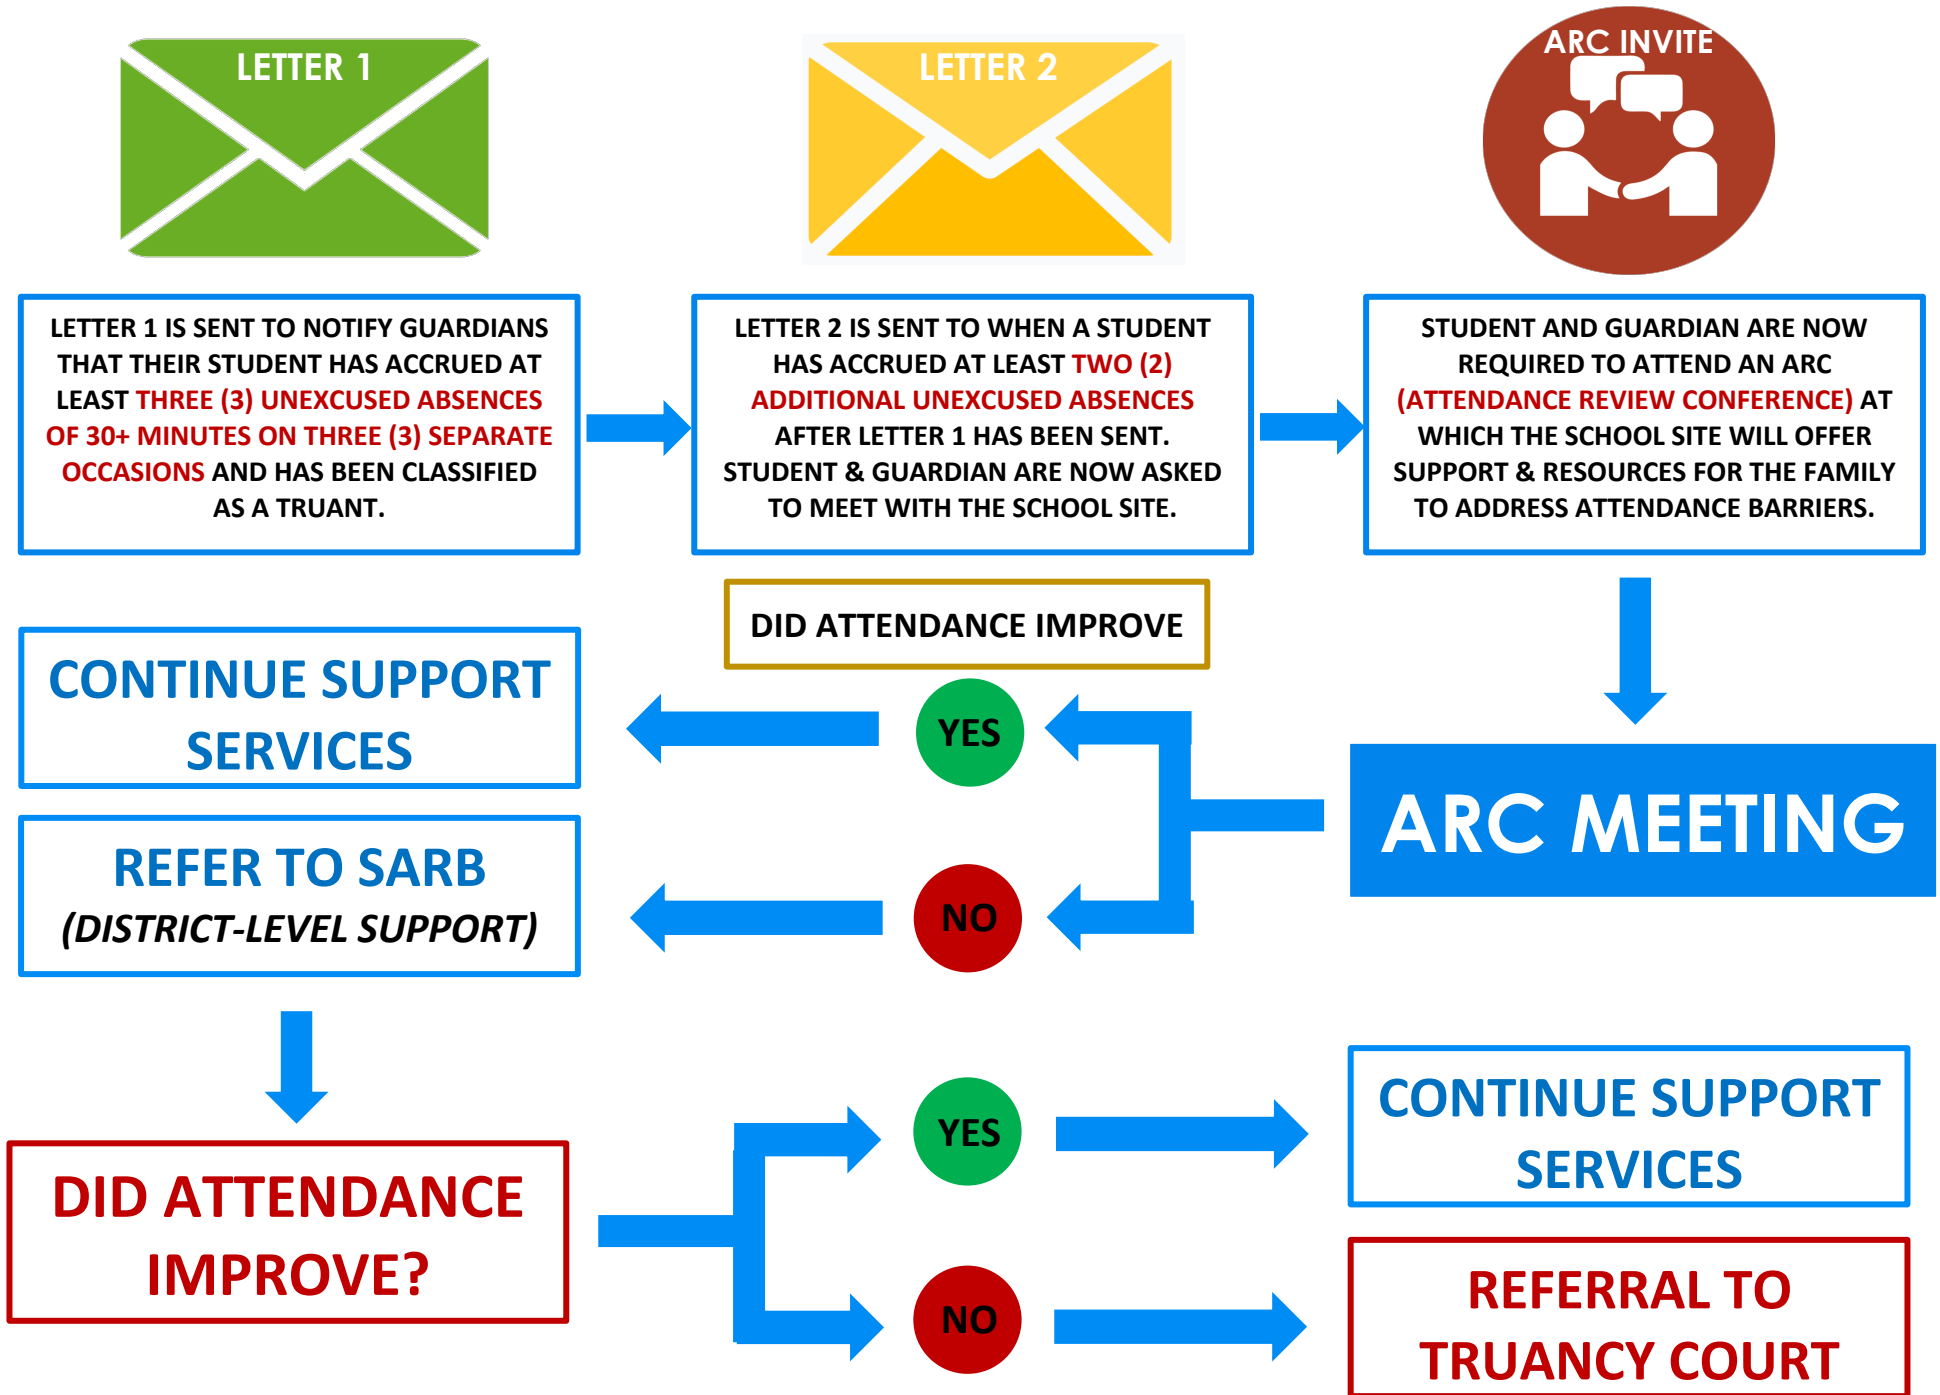 LETTER 1
LETTER 2
ARC INVITE
LETTER 1 IS SENT TO NOTIFY GUARDIANS
THAT THEIR STUDENT HAS ACCRUED AT
LEAST THREE (3) UNEXCUSED ABSENCES
OF 30+ MINUTES ON THREE (3) SEPARATE
OCCASIONS AND HAS BEEN CLASSIFIED
AS A TRUANT.
LETTER 2 IS SENT TO WHEN A STUDENT
HAS ACCRUED AT LEAST TWO (2)
ADDITIONAL UNEXCUSED ABSENCES
AFTER LETTER 1 HAS BEEN SENT.
STUDENT & GUARDIAN ARE NOW ASKED
TO MEET WITH THE SCHOOL SITE.
STUDENT AND GUARDIAN ARE NOW
REQUIRED TO ATTEND AN ARC
(ATTENDANCE REVIEW CONFERENCE) AT
WHICH THE SCHOOL SITE WILL OFFER
SUPPORT & RESOURCES FOR THE FAMILY
TO ADDRESS ATTENDANCE BARRIERS.
ARC MEETING
DID ATTENDANCE IMPROVE
YES
CONTINUE SUPPORT
SERVICES
NO
REFER TO SARB
(DISTRICT-LEVEL SUPPORT)
DID ATTENDANCE
IMPROVE?
YES
CONTINUE SUPPORT
SERVICES
NO
REFERRAL TO
TRUANCY COURT